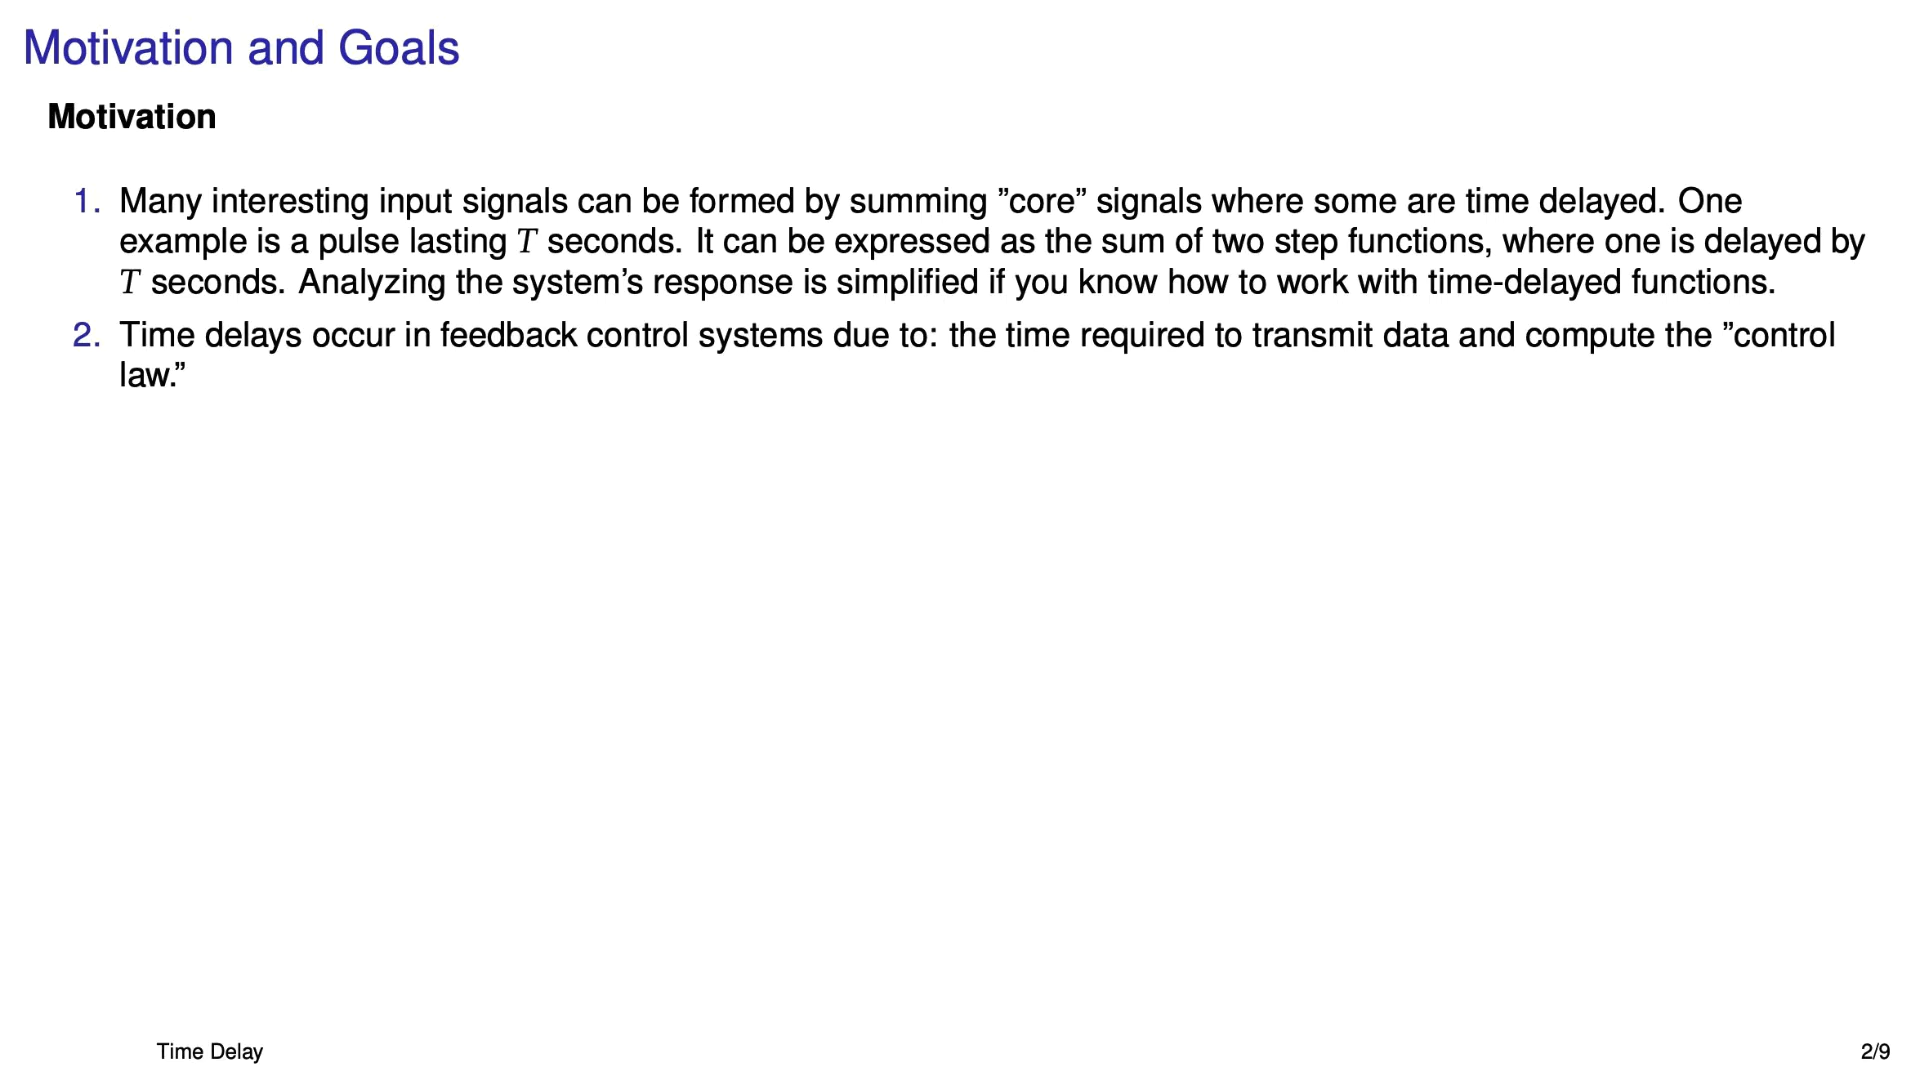 Motivation and Goals
Motivation
1. Many interesting input signals can be formed by summing ”core” signals where some are time delayed. One
example is a pulse lasting T seconds. It can be expressed as the sum of two step functions, where one is delayed by
T seconds. Analyzing the system’s response is simplified if you know how to work with time-delayed functions.
2. Time delays occur in feedback control systems due to: the time required to transmit data and compute the ”control
law.”
Time Delay
2/9